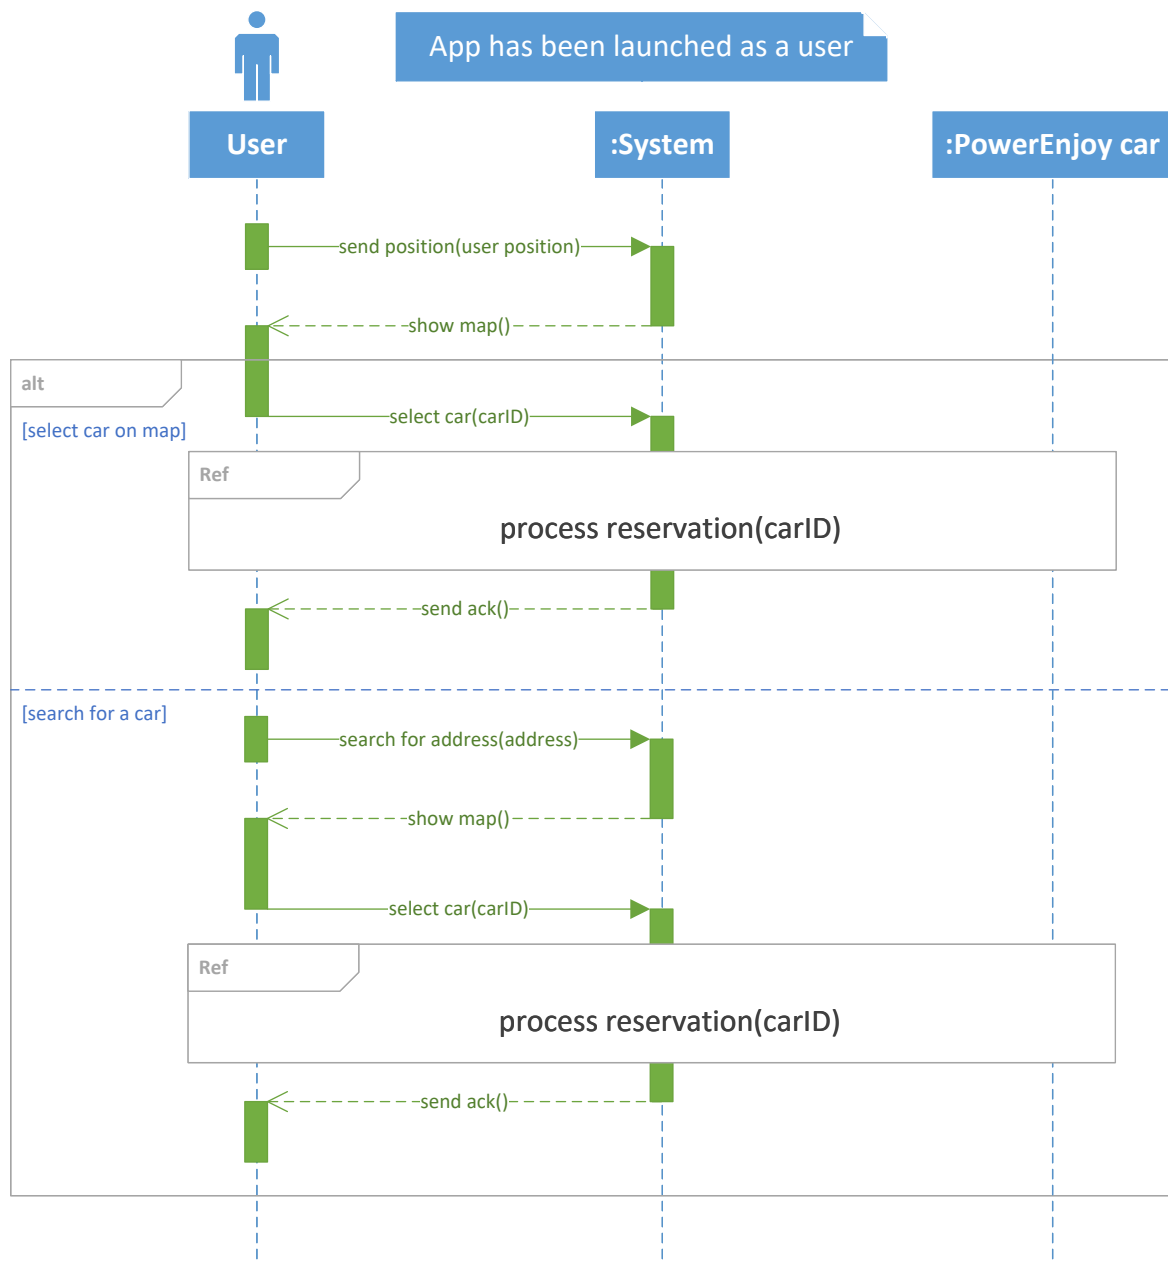 App has been launched as a user
User
:System
:PowerEnjoy car
send position(user position)
show map()
alt
select car(carID)
[select car on map]
Ref
process reservation(carID)
send ack()
[search for a car]
search for address(address)
show map()
select car(carID)
Ref
process reservation(carID)
send ack()